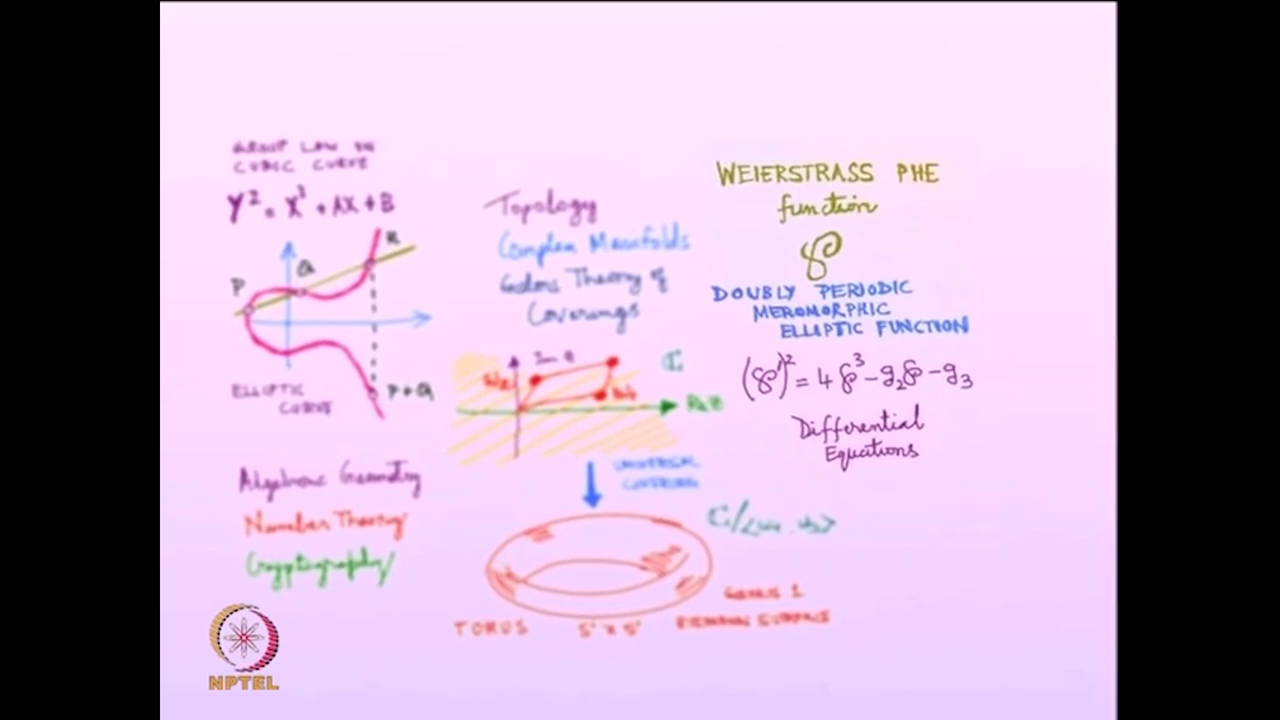 GROUP LAW ON
CUBIC CURVE
Y² = X³ + AX + B
R
Q
P
P+Q
ELLIPTIC
CURVE
Algebraic Geometry
Number Theory
Cryptography
NPTEL
Topology
Complex Manifolds
Galois Theory of
Coverings
ℂ
UNIVERSAL
COVERING
TORUS S¹ × S¹
GENUS 1
RIEMANN SURFACE
WEIERSTRASS PHE
function
℘
DOUBLY PERIODIC
MEROMORPHIC
ELLIPTIC FUNCTION
(℘')² = 4℘³ - g₂℘ - g₃
Differential
Equations